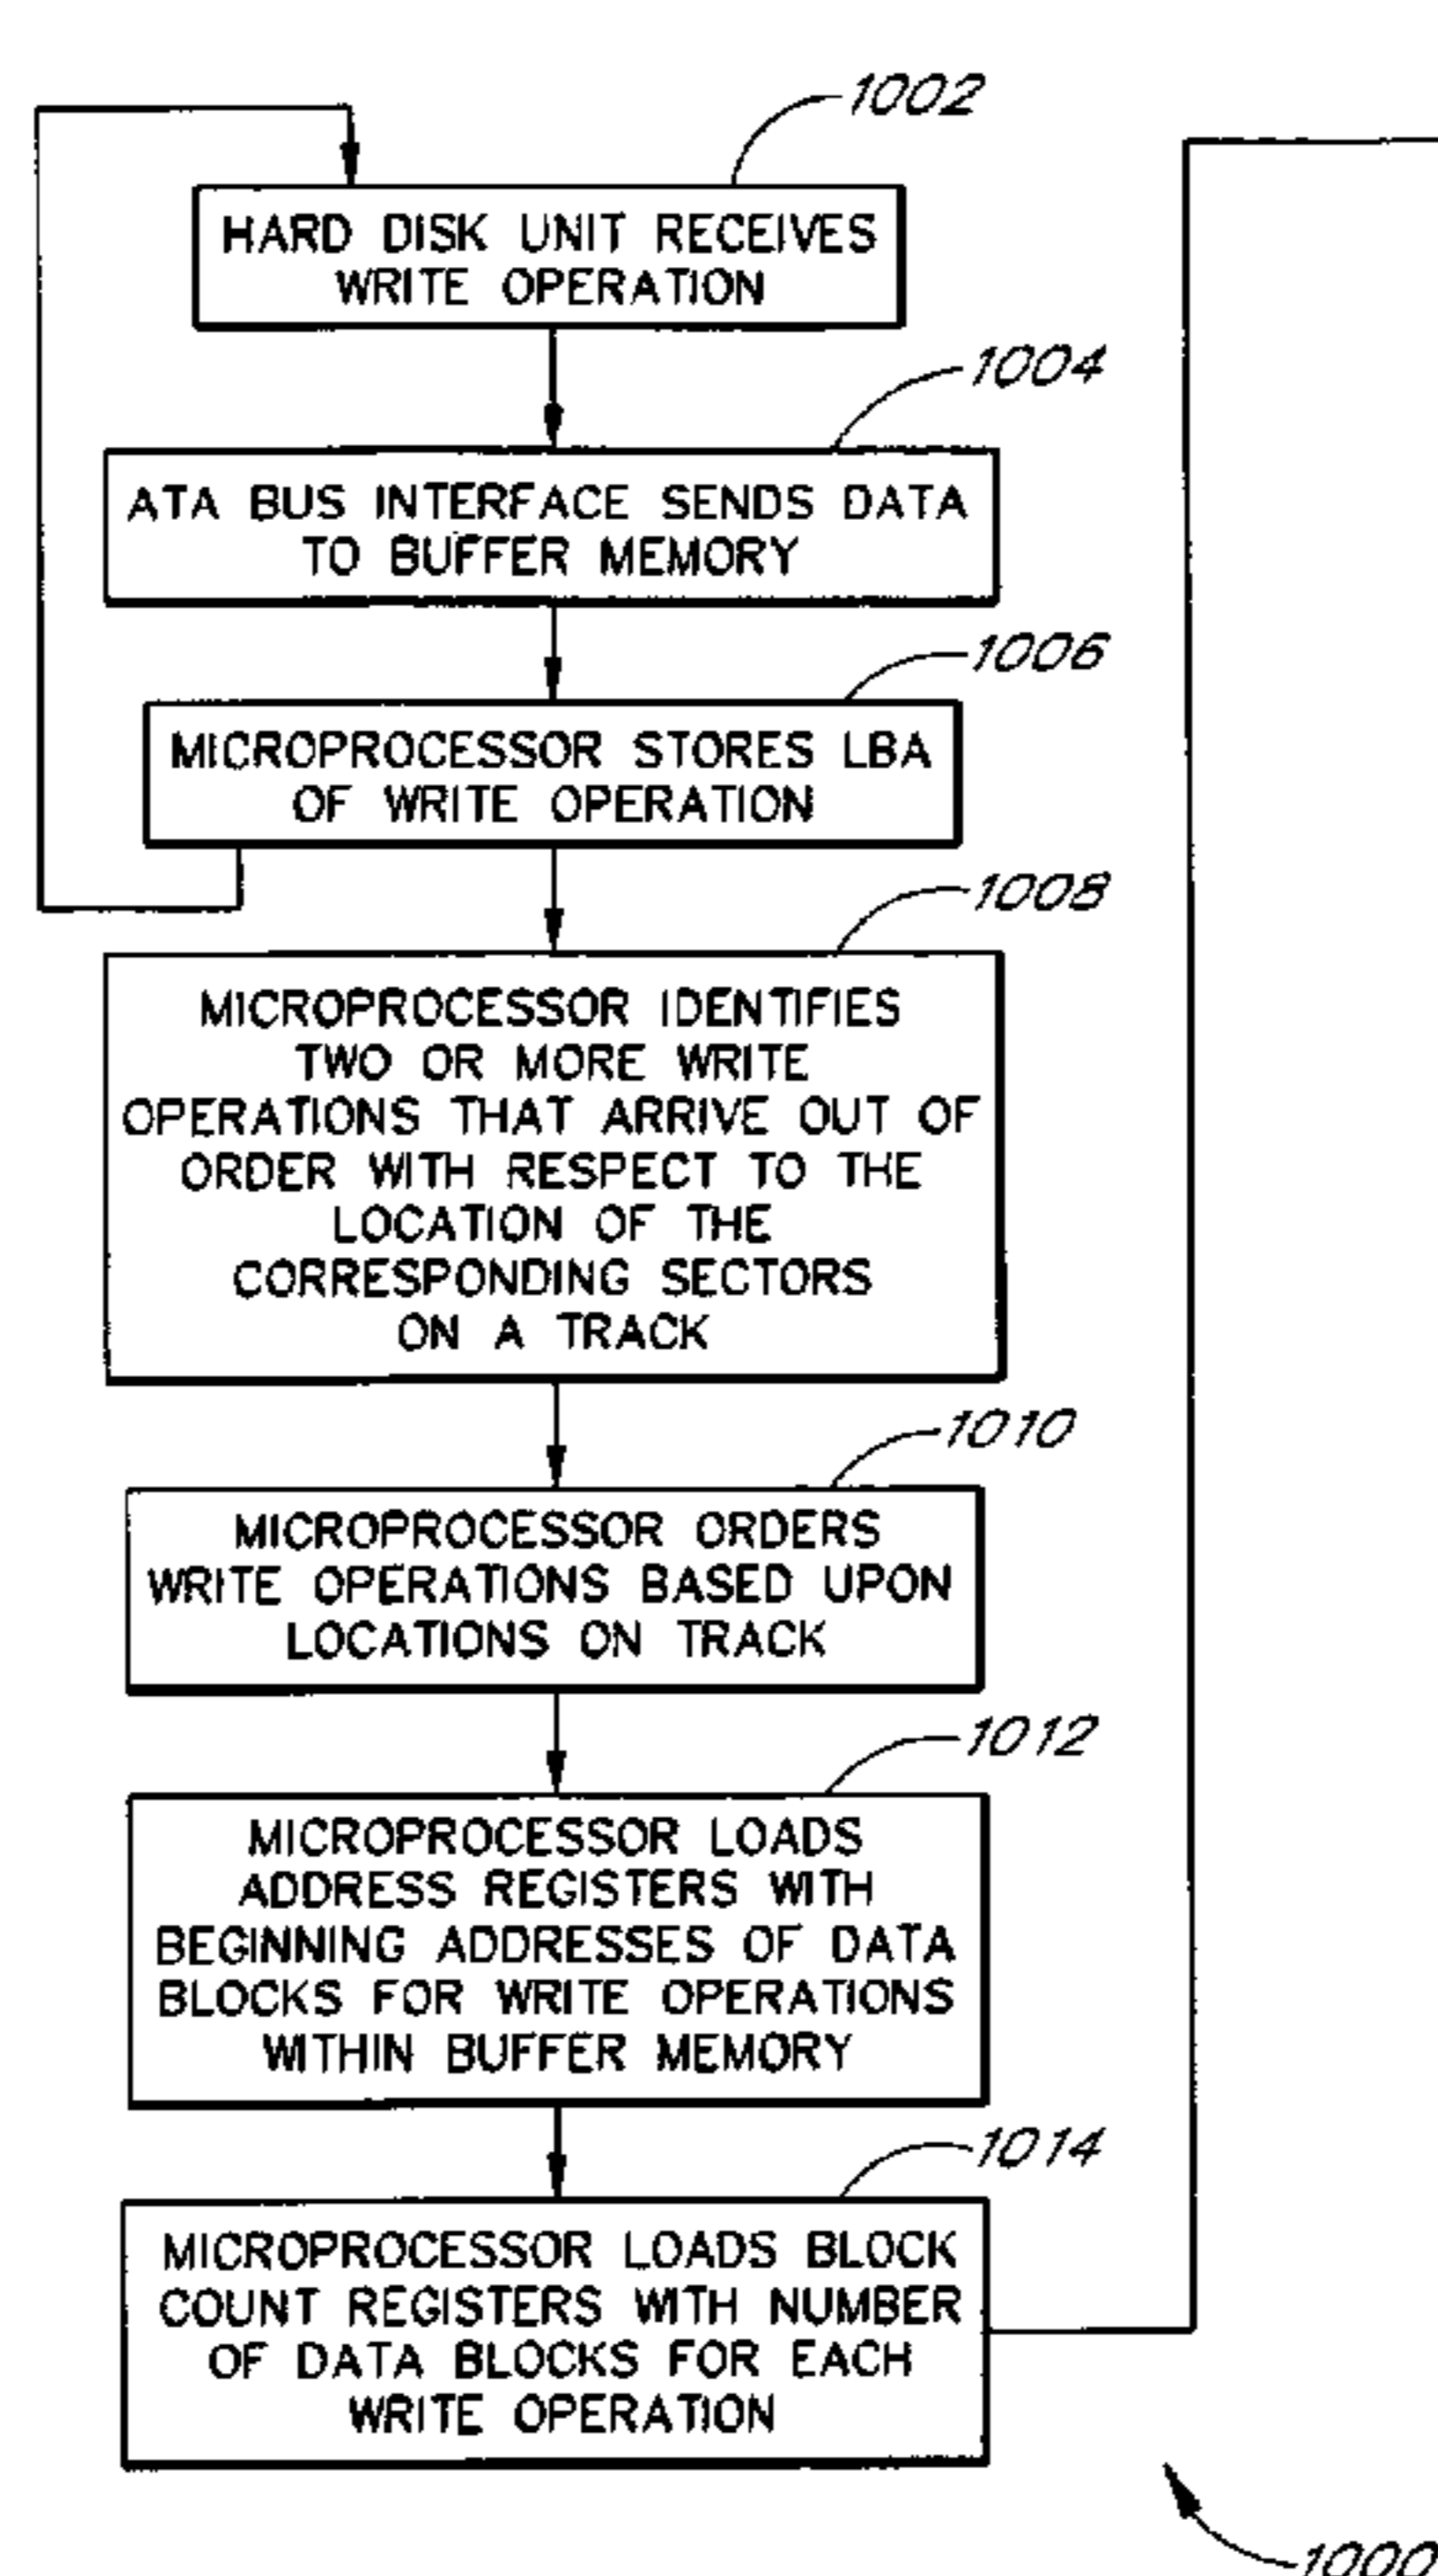 1002
HARD DISK UNIT RECEIVES
WRITE OPERATION
1004
ATA BUS INTERFACE SENDS DATA
TO BUFFER MEMORY
1006
MICROPROCESSOR STORES LBA
OF WRITE OPERATION
1008
MICROPROCESSOR IDENTIFIES
TWO OR MORE WRITE
OPERATIONS THAT ARRIVE OUT OF
ORDER WITH RESPECT TO THE
LOCATION OF THE
CORRESPONDING SECTORS
ON A TRACK
1010
MICROPROCESSOR ORDERS
WRITE OPERATIONS BASED UPON
LOCATIONS ON TRACK
1012
MICROPROCESSOR LOADS
ADDRESS REGISTERS WITH
BEGINNING ADDRESSES OF DATA
BLOCKS FOR WRITE OPERATIONS
WITHIN BUFFER MEMORY
1014
MICROPROCESSOR LOADS BLOCK
COUNT REGISTERS WITH NUMBER
OF DATA BLOCKS FOR EACH
WRITE OPERATION
1000